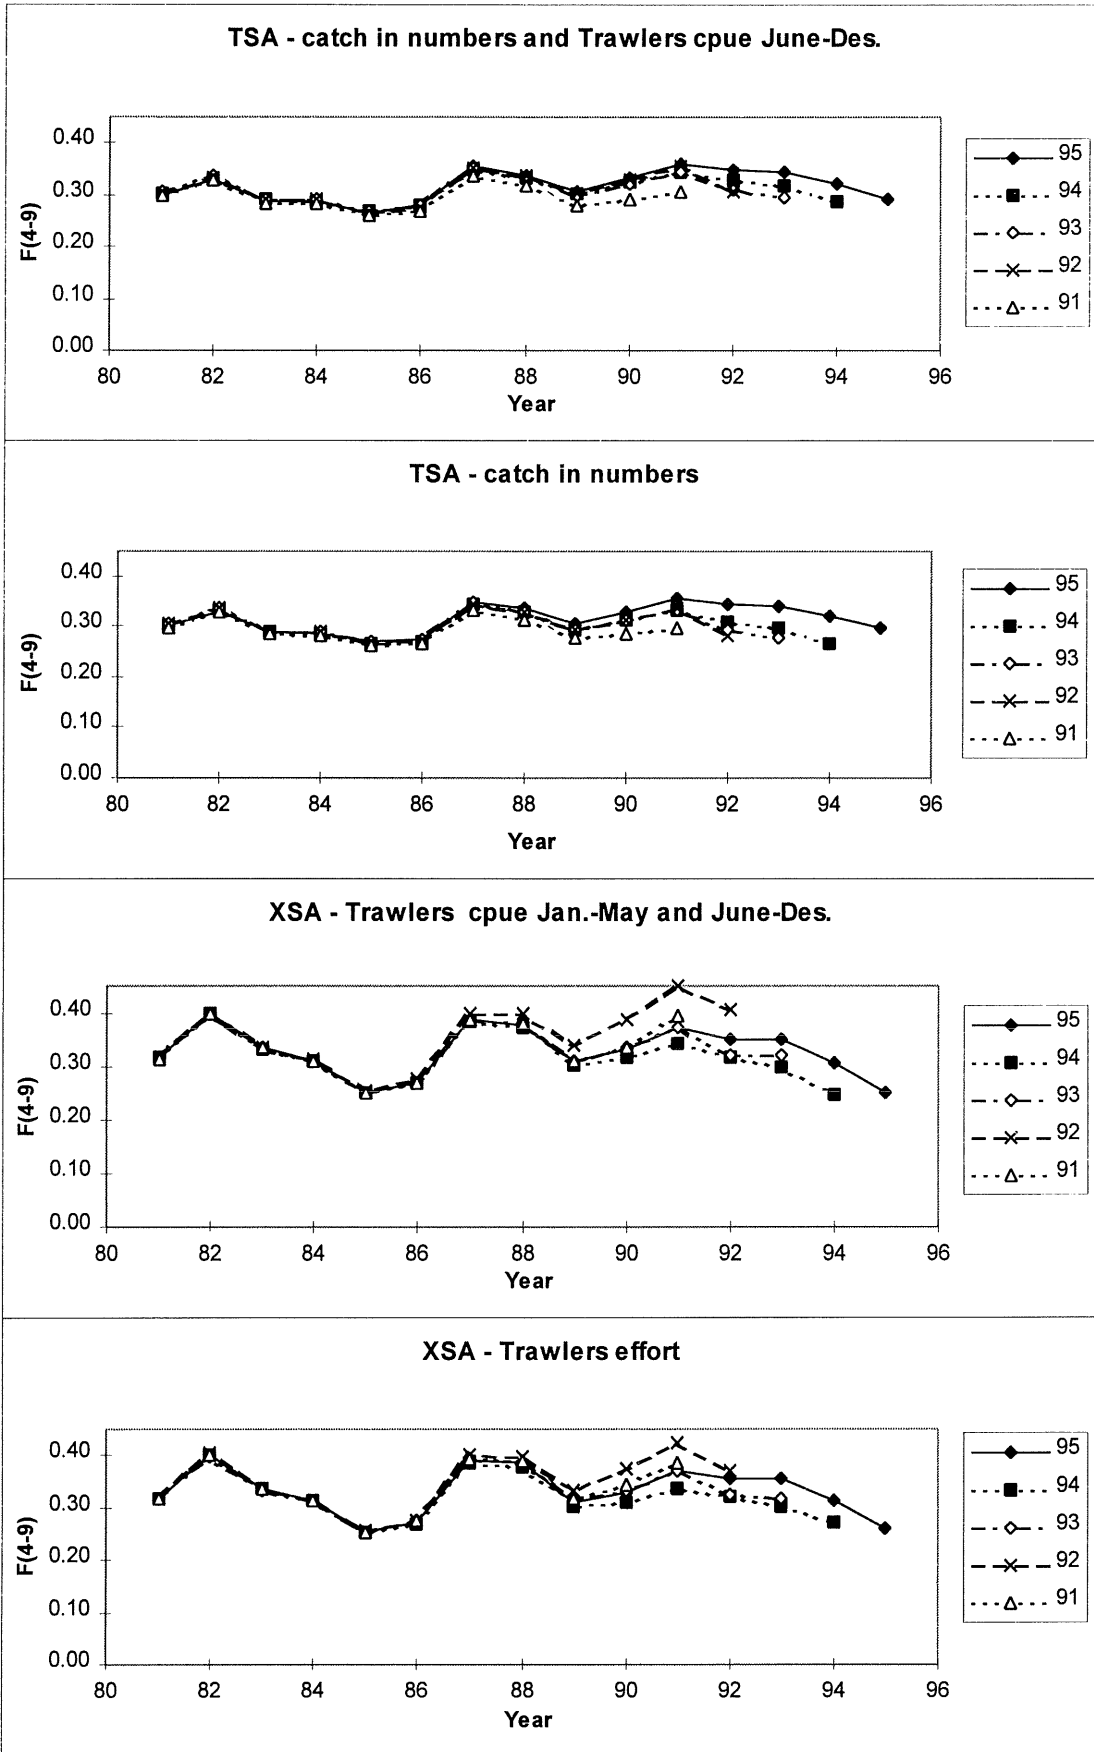 TSA - catch in numbers and Trawlers cpue June-Des.
0.40
0.30
0.20
0.10
0.00
F(4-9)
80 82 84 86 88 90 92 94 96
Year
95
94
93
92
91
TSA - catch in numbers
0.40
0.30
0.20
0.10
0.00
F(4-9)
80 82 84 86 88 90 92 94 96
Year
95
94
93
92
91
XSA - Trawlers cpue Jan.-May and June-Des.
0.40
0.30
0.20
0.10
0.00
F(4-9)
80 82 84 86 88 90 92 94 96
Year
95
94
93
92
91
XSA - Trawlers effort
0.40
0.30
0.20
0.10
0.00
F(4-9)
80 82 84 86 88 90 92 94 96
Year
95
94
93
92
91